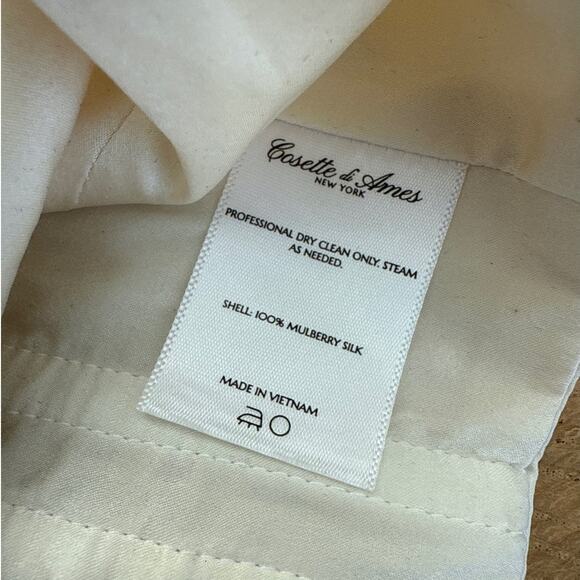 Cosette di Ames
NEW YORK
PROFESSIONAL DRY CLEAN ONLY. STEAM
AS NEEDED.
SHELL: 100% MULBERRY SILK
MADE IN VIETNAM